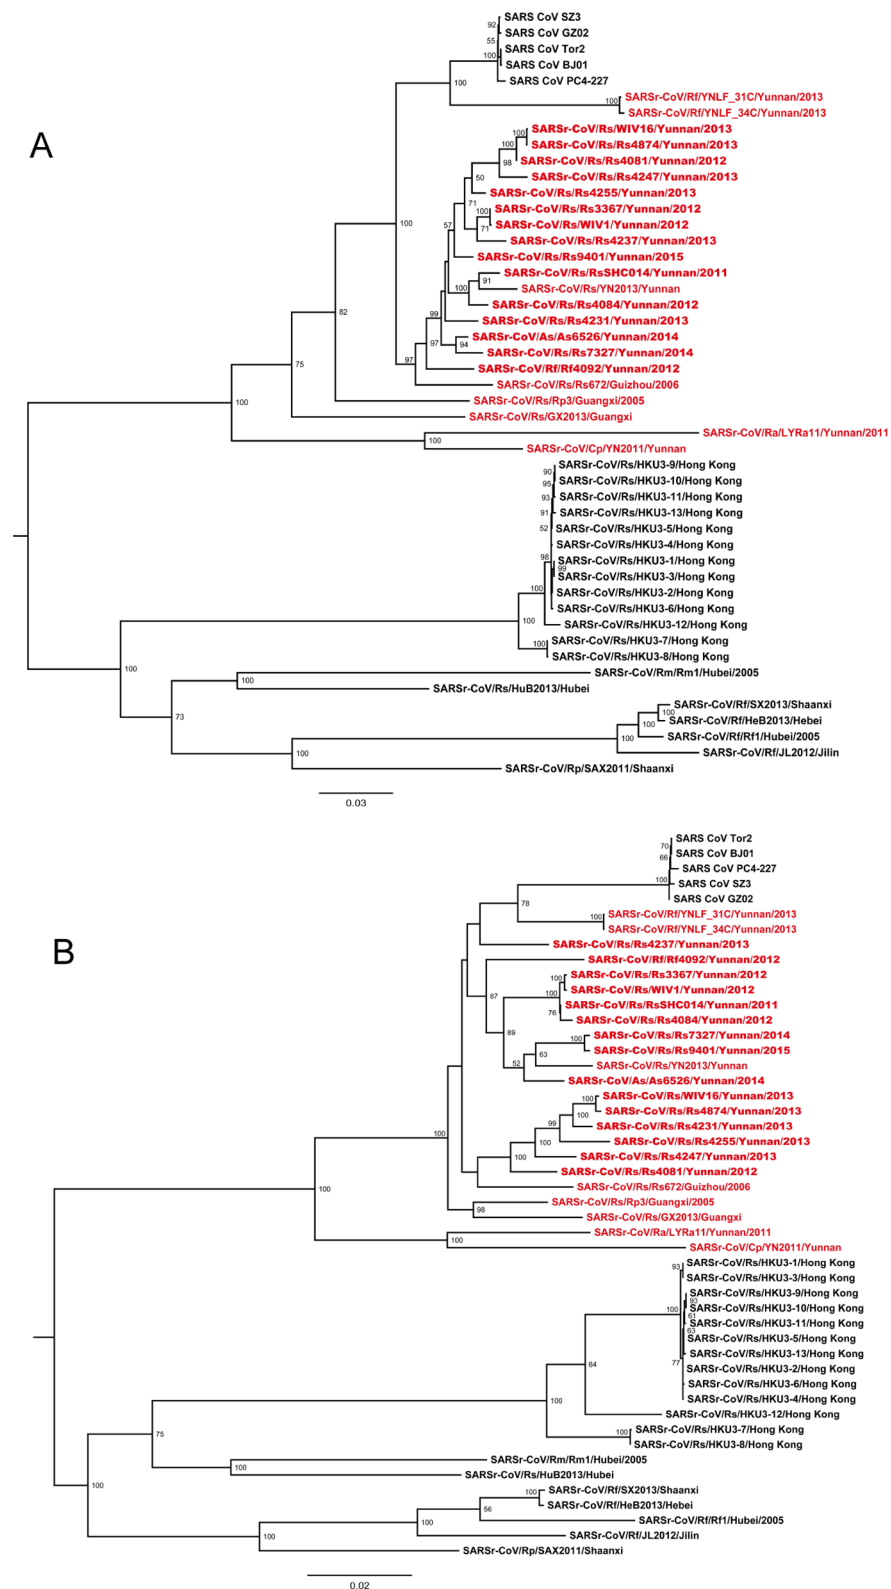 A
SARS CoV SZ3
SARS CoV GZ02
SARS CoV Tor2
SARS CoV BJ01
SARS CoV PC4-227
SARSr-CoV/Rf/YNLF_31C/Yunnan/2013
SARSr-CoV/Rf/YNLF_34C/Yunnan/2013
SARSr-CoV/Rs/WIV16/Yunnan/2013
SARSr-CoV/Rs/Rs4874/Yunnan/2013
SARSr-CoV/Rs/Rs4081/Yunnan/2012
SARSr-CoV/Rs/Rs4247/Yunnan/2013
SARSr-CoV/Rs/Rs4255/Yunnan/2013
SARSr-CoV/Rs/Rs3367/Yunnan/2012
SARSr-CoV/Rs/WIV1/Yunnan/2012
SARSr-CoV/Rs/Rs4237/Yunnan/2013
SARSr-CoV/Rs/Rs9401/Yunnan/2015
SARSr-CoV/Rs/RsSHC014/Yunnan/2011
SARSr-CoV/Rs/YN2013/Yunnan
SARSr-CoV/Rs/Rs4084/Yunnan/2012
SARSr-CoV/Rs/Rs4231/Yunnan/2013
SARSr-CoV/As/As6526/Yunnan/2014
SARSr-CoV/Rs/Rs7327/Yunnan/2014
SARSr-CoV/Rf/Rf4092/Yunnan/2012
SARSr-CoV/Rs/Rs672/Guizhou/2006
SARSr-CoV/Rs/Rp3/Guangxi/2005
SARSr-CoV/Rs/GX2013/Guangxi
SARSr-CoV/Ra/LYRa11/Yunnan/2011
SARSr-CoV/Cp/YN2011/Yunnan
SARSr-CoV/Rs/HKU3-9/Hong Kong
SARSr-CoV/Rs/HKU3-10/Hong Kong
SARSr-CoV/Rs/HKU3-11/Hong Kong
SARSr-CoV/Rs/HKU3-13/Hong Kong
SARSr-CoV/Rs/HKU3-5/Hong Kong
SARSr-CoV/Rs/HKU3-4/Hong Kong
SARSr-CoV/Rs/HKU3-1/Hong Kong
SARSr-CoV/Rs/HKU3-3/Hong Kong
SARSr-CoV/Rs/HKU3-2/Hong Kong
SARSr-CoV/Rs/HKU3-6/Hong Kong
SARSr-CoV/Rs/HKU3-12/Hong Kong
SARSr-CoV/Rs/HKU3-7/Hong Kong
SARSr-CoV/Rs/HKU3-8/Hong Kong
SARSr-CoV/Rm/Rm1/Hubei/2005
SARSr-CoV/Rs/HuB2013/Hubei
SARSr-CoV/Rf/SX2013/Shaanxi
SARSr-CoV/Rf/HeB2013/Hebei
SARSr-CoV/Rf/Rf1/Hubei/2005
SARSr-CoV/Rf/JL2012/Jilin
SARSr-CoV/Rp/SAX2011/Shaanxi
92
55
100
100
100
100
98
50
71
100
71
57
91
100
99
97
94
97
100
82
75
100
100
90
95
93
91
52
98
99
100
100
100
100
73
100
100
100
100
100
0.03
B
SARS CoV Tor2
SARS CoV BJ01
SARS CoV PC4-227
SARS CoV SZ3
SARS CoV GZ02
SARSr-CoV/Rf/YNLF_31C/Yunnan/2013
SARSr-CoV/Rf/YNLF_34C/Yunnan/2013
SARSr-CoV/Rs/Rs4237/Yunnan/2013
SARSr-CoV/Rf/Rf4092/Yunnan/2012
SARSr-CoV/Rs/Rs3367/Yunnan/2012
SARSr-CoV/Rs/WIV1/Yunnan/2012
SARSr-CoV/Rs/RsSHC014/Yunnan/2011
SARSr-CoV/Rs/Rs4084/Yunnan/2012
SARSr-CoV/Rs/Rs7327/Yunnan/2014
SARSr-CoV/Rs/Rs9401/Yunnan/2015
SARSr-CoV/Rs/YN2013/Yunnan
SARSr-CoV/As/As6526/Yunnan/2014
SARSr-CoV/Rs/WIV16/Yunnan/2013
SARSr-CoV/Rs/Rs4874/Yunnan/2013
SARSr-CoV/Rs/Rs4231/Yunnan/2013
SARSr-CoV/Rs/Rs4255/Yunnan/2013
SARSr-CoV/Rs/Rs4247/Yunnan/2013
SARSr-CoV/Rs/Rs4081/Yunnan/2012
SARSr-CoV/Rs/Rs672/Guizhou/2006
SARSr-CoV/Rs/Rp3/Guangxi/2005
SARSr-CoV/Rs/GX2013/Guangxi
SARSr-CoV/Ra/LYRa11/Yunnan/2011
SARSr-CoV/Cp/YN2011/Yunnan
SARSr-CoV/Rs/HKU3-1/Hong Kong
SARSr-CoV/Rs/HKU3-3/Hong Kong
SARSr-CoV/Rs/HKU3-9/Hong Kong
SARSr-CoV/Rs/HKU3-10/Hong Kong
SARSr-CoV/Rs/HKU3-11/Hong Kong
SARSr-CoV/Rs/HKU3-5/Hong Kong
SARSr-CoV/Rs/HKU3-13/Hong Kong
SARSr-CoV/Rs/HKU3-2/Hong Kong
SARSr-CoV/Rs/HKU3-6/Hong Kong
SARSr-CoV/Rs/HKU3-4/Hong Kong
SARSr-CoV/Rs/HKU3-12/Hong Kong
SARSr-CoV/Rs/HKU3-7/Hong Kong
SARSr-CoV/Rs/HKU3-8/Hong Kong
SARSr-CoV/Rm/Rm1/Hubei/2005
SARSr-CoV/Rs/HuB2013/Hubei
SARSr-CoV/Rf/SX2013/Shaanxi
SARSr-CoV/Rf/HeB2013/Hebei
SARSr-CoV/Rf/Rf1/Hubei/2005
SARSr-CoV/Rf/JL2012/Jilin
SARSr-CoV/Rp/SAX2011/Shaanxi
70
66
100
78
100
87
100
100
76
89
100
63
52
100
100
99
100
100
100
98
100
100
93
93
61
63
100
77
64
100
100
75
100
100
100
56
100
100
0.02